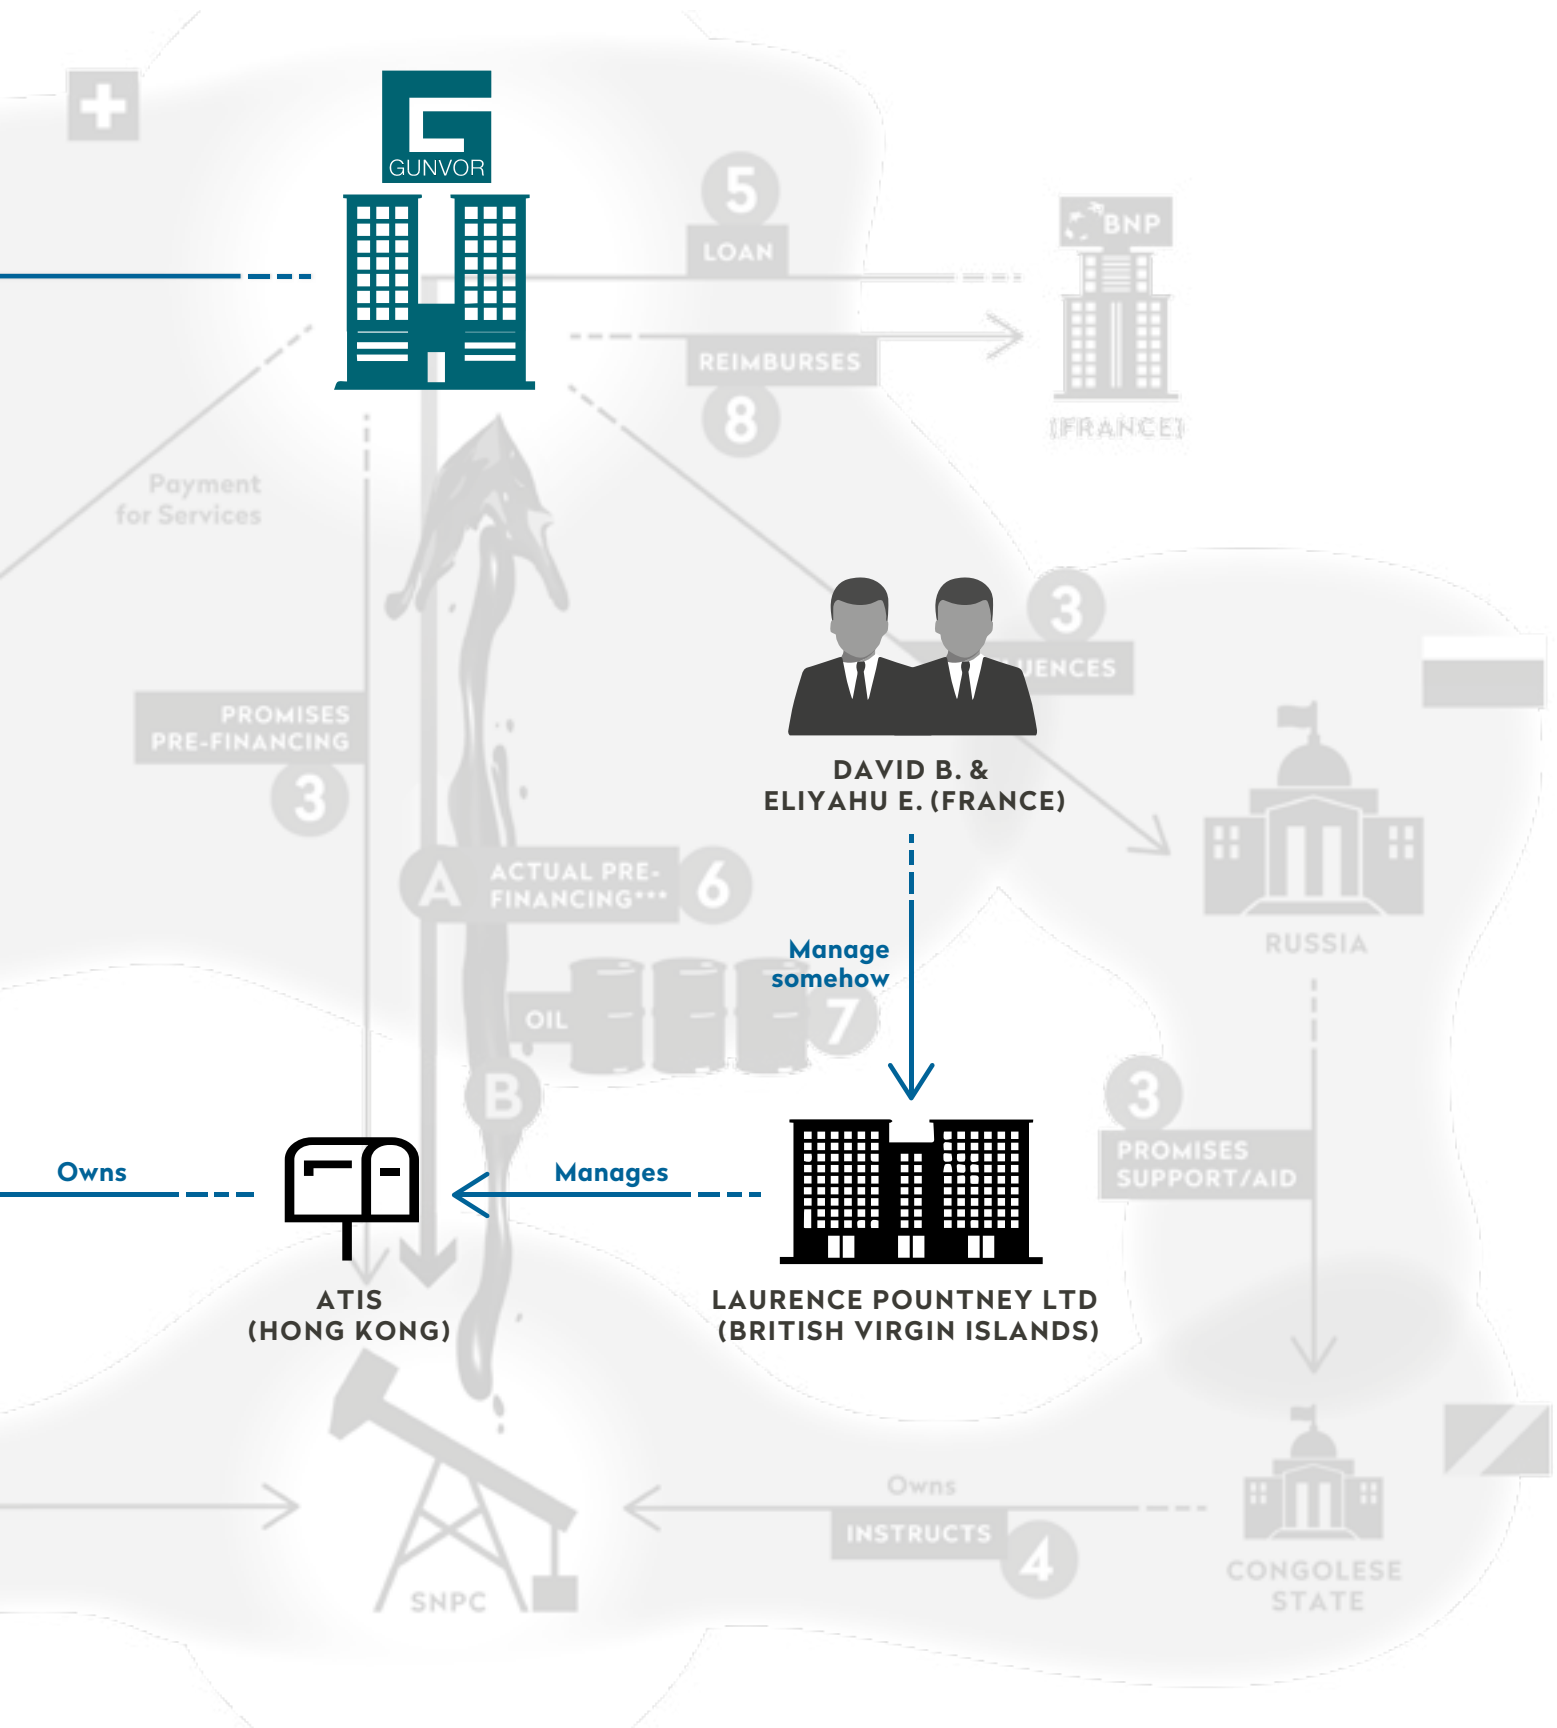 GUNVOR
5
LOAN
BNP
REIMBURSES
8
(FRANCE)
Payment
for Services
3
UENCES
PROMISES
PRE-FINANCING
3
DAVID B. &
ELIYAHU E. (FRANCE)
A
ACTUAL PRE-
FINANCING***
6
RUSSIA
Manage
somehow
OIL
7
B
3
PROMISES
SUPPORT/AID
Owns
Manages
ATIS
(HONG KONG)
LAURENCE POUNTNEY LTD
(BRITISH VIRGIN ISLANDS)
Owns
INSTRUCTS
4
SNPC
CONGOLESE
STATE